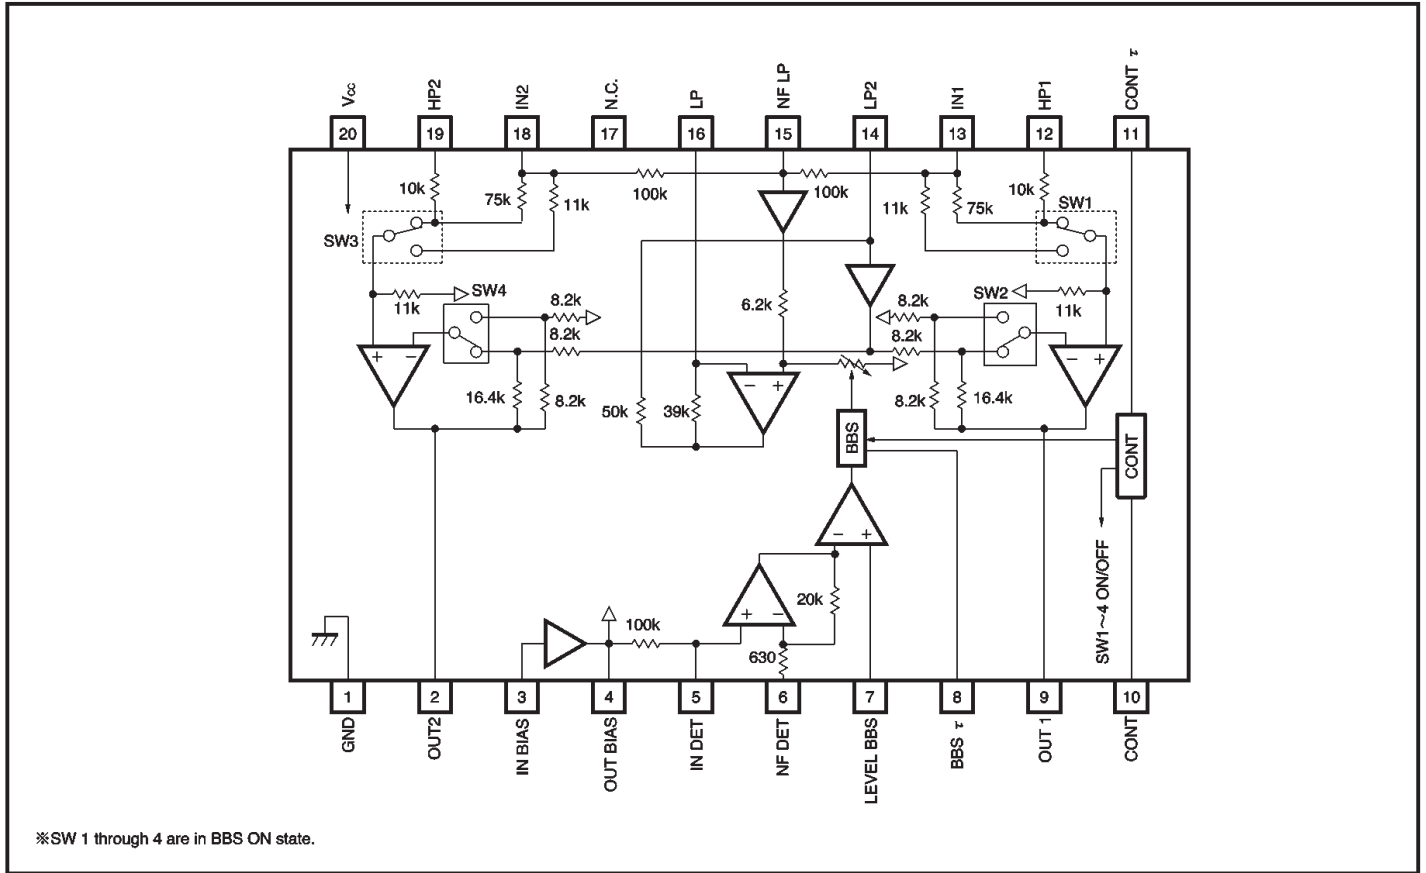 Vcc
HP2
IN2
N.C.
LP
NF LP
LP2
IN1
HP1
CONT τ
20
19
18
17
16
15
14
13
12
11
10k
75k
11k
100k
100k
11k
75k
10k
SW1
SW3
SW4
11k
8.2k
8.2k
6.2k
8.2k
8.2k
SW2
11k
+
−
−
+
−
+
16.4k
8.2k
50k
39k
8.2k
16.4k
BBS
CONT
−
+
SW1～4 ON/OFF
+
−
20k
100k
630
1
2
3
4
5
6
7
8
9
10
GND
OUT2
IN BIAS
OUT BIAS
IN DET
NF DET
LEVEL BBS
BBS τ
OUT 1
CONT
※SW 1 through 4 are in BBS ON state.